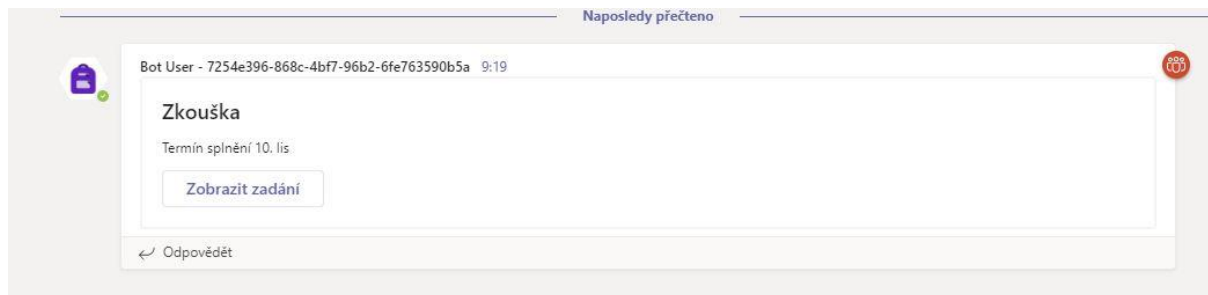 Naposledy přečteno
Bot User - 7254e396-868c-4bf7-96b2-6fe763590b5a 9:19
Zkouška
Termín splnění 10. lis
Zobrazit zadání
Odpovědět